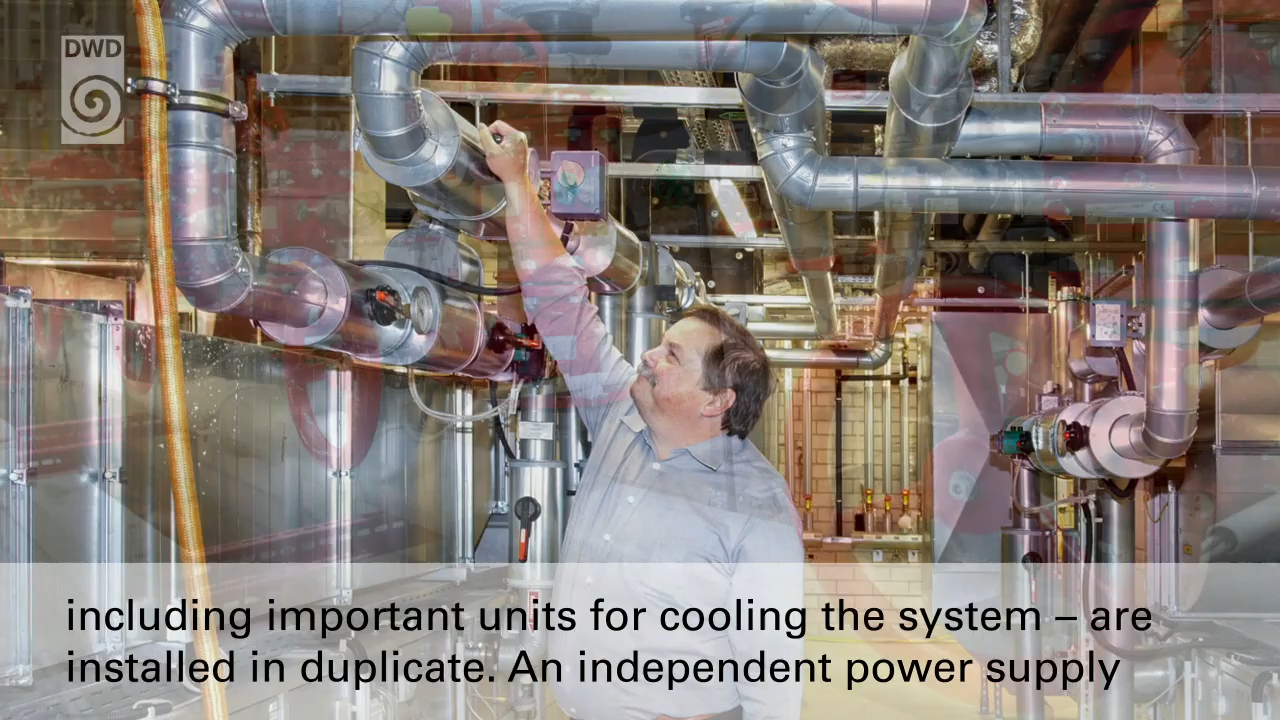 DWD
including important units for cooling the system – are
installed in duplicate. An independent power supply